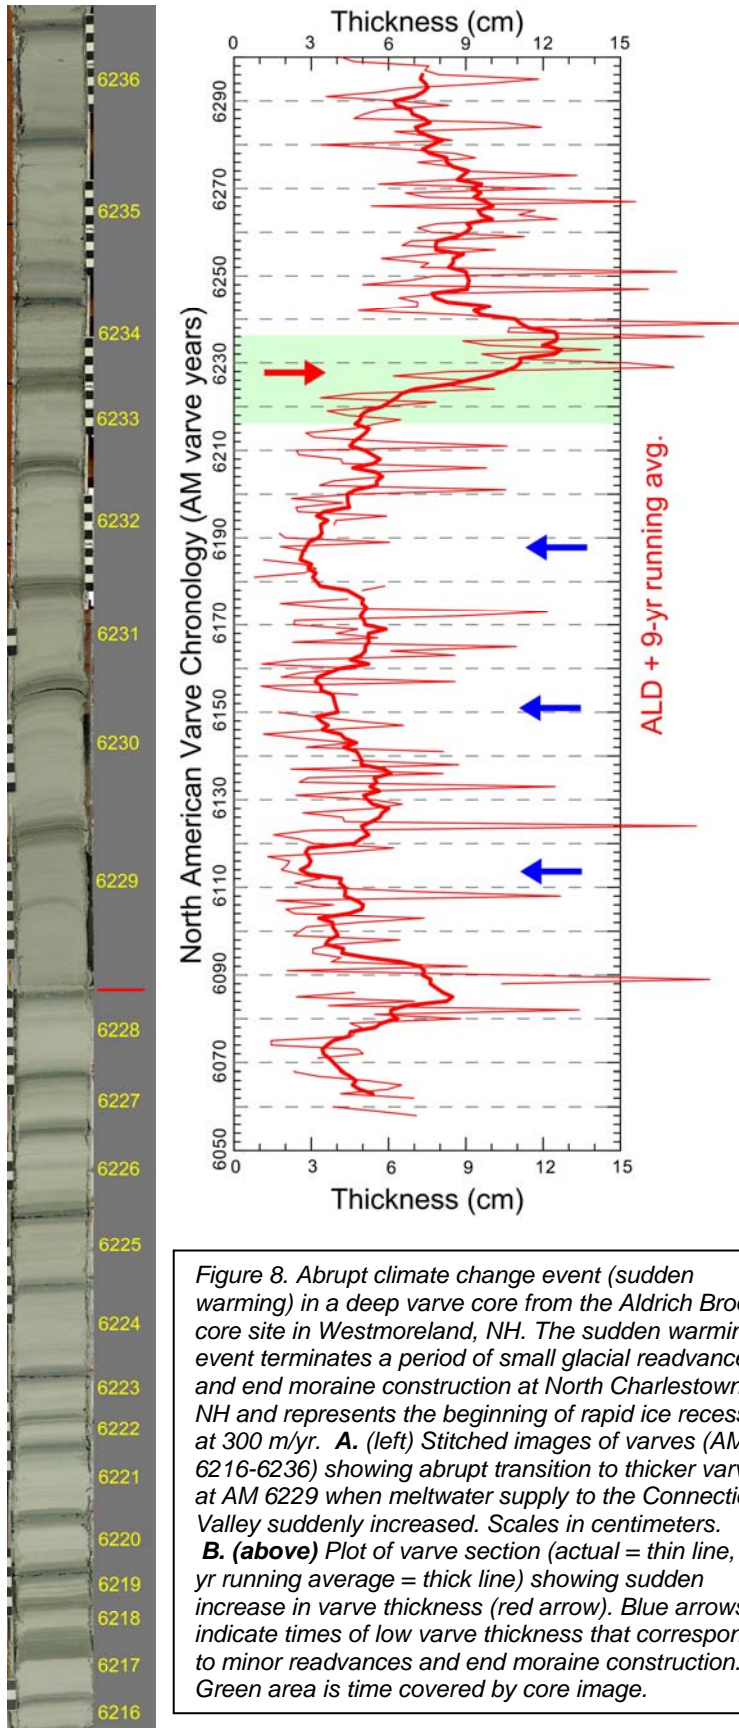 6236
6235
6234
6233
6232
6231
6230
6229
6228
6227
6226
6225
6224
6223
6222
6221
6220
6219
6218
6217
6216
Thickness (cm)
0 3 6 9 12 15
North American Varve Chronology (AM varve years)
6290
6270
6250
6230
6210
6190
6170
6150
6130
6110
6090
6070
6050
ALD + 9-yr running avg.
0 3 6 9 12 15
Thickness (cm)
Figure 8. Abrupt climate change event (sudden
warming) in a deep varve core from the Aldrich
core site in Westmoreland, NH. The sudden
event terminates a period of small glacial
and end moraine construction at North Charlestown
NH and represents the beginning of rapid ice
at 300 m/yr. A. (left) Stitched images of varves (AM
6216-6236) showing abrupt transition to thicker
at AM 6229 when meltwater supply to the
Valley suddenly increased. Scales in centimeters.
B. (above) Plot of varve section (actual = thin line,
yr running average = thick line) showing sudden
increase in varve thickness (red arrow). Blue arrows
indicate times of low varve thickness that
to minor readvances and end moraine construction.
Green area is time covered by core image.